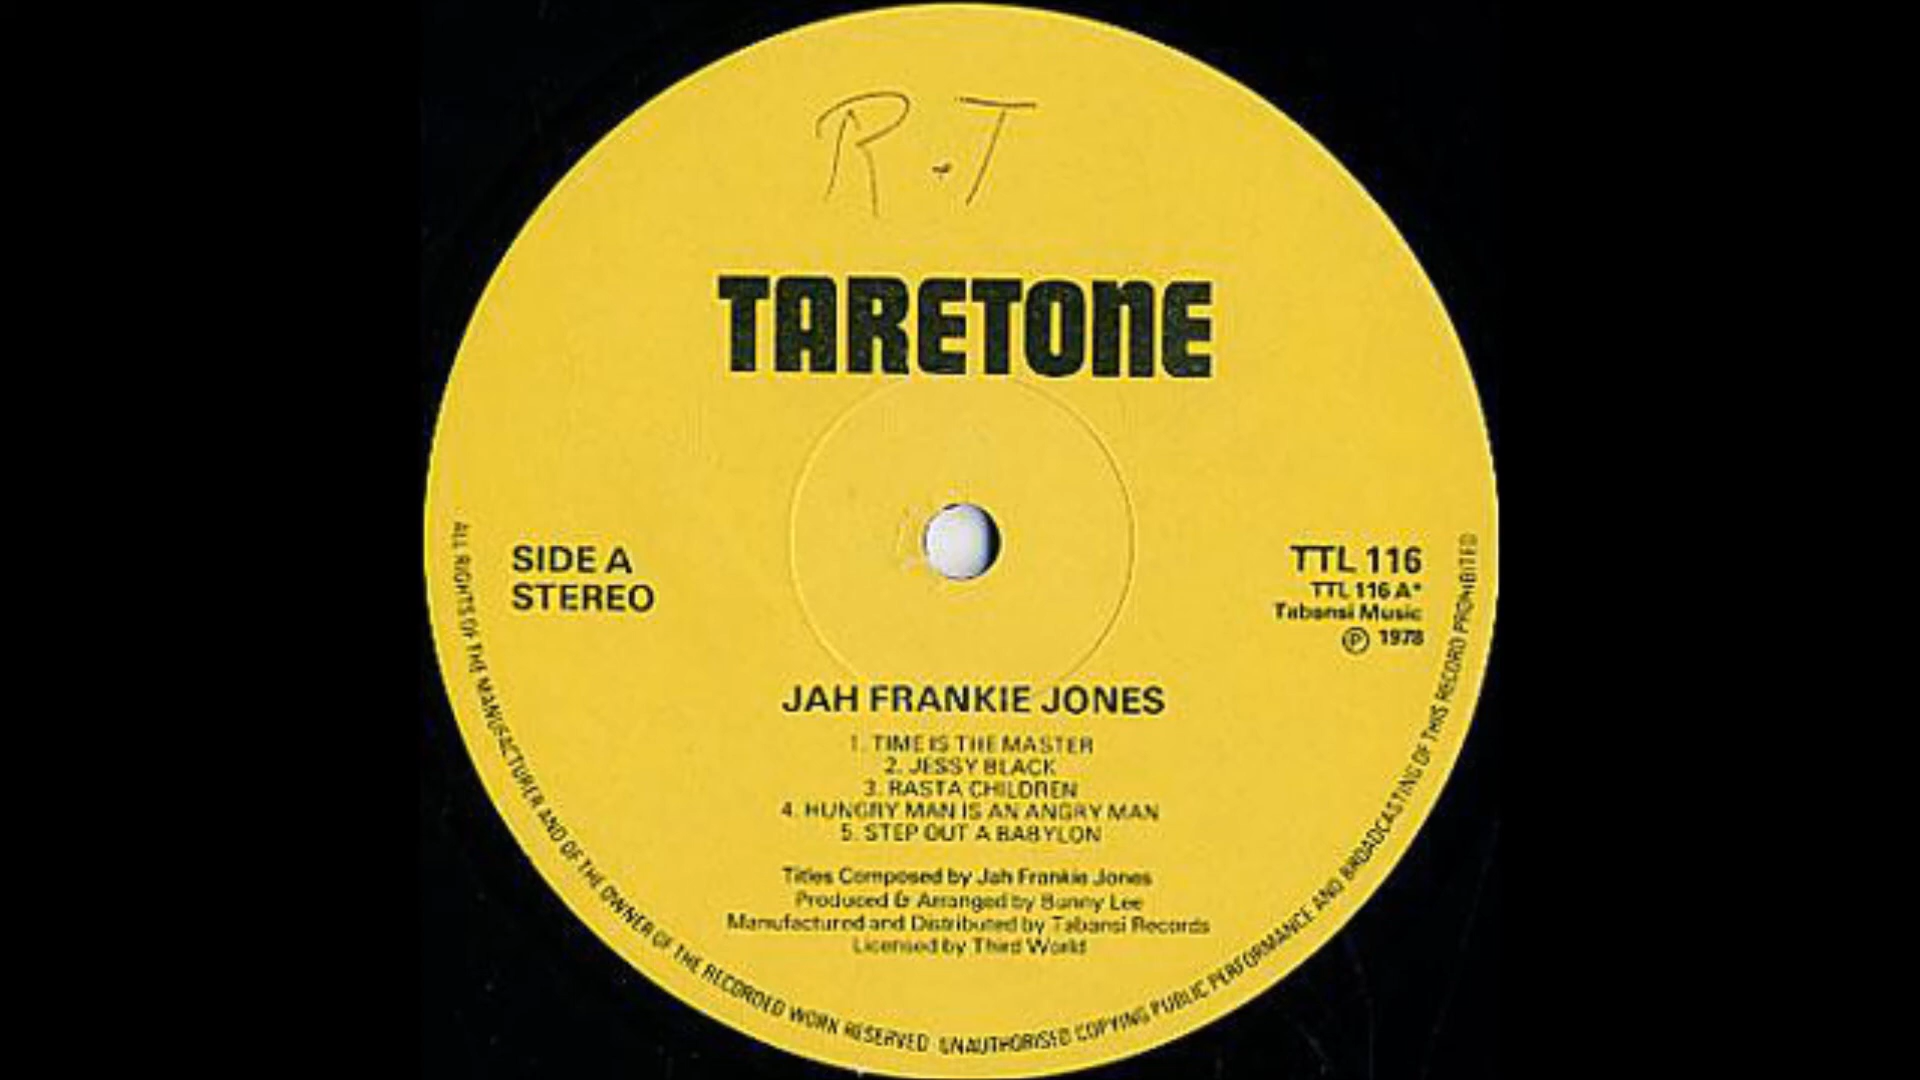 R.T
TARETONE
SIDE A
STEREO
TTL 116
TTL 116 A*
Tabansi Music
Ⓟ 1978
JAH FRANKIE JONES
1. TIME IS THE MASTER
2. JESSY BLACK
3. RASTA CHILDREN
4. HUNGRY MAN IS AN ANGRY MAN
5. STEP OUT A BABYLON
Titles Composed by Jah Frankie Jones
Produced & Arranged by Bunny Lee
Manufactured and Distributed by Tabansi Records
Licensed by Third World
ALL RIGHTS OF THE MANUFACTURER AND OF THE OWNER OF THE RECORDED WORK RESERVED UNAUTHORISED COPYING PUBLIC PERFORMANCE AND BROADCASTING OF THIS RECORD PROHIBITED